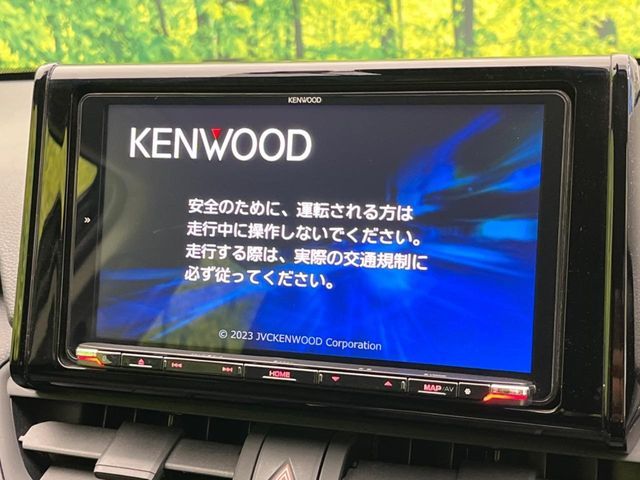 KENWOOD
KENWOOD
安全のために、運転される方は
走行中に操作しないでください。
走行する際は、実際の交通規制に
必ず従ってください。
© 2023 JVCKENWOOD Corporation
HOME
MAP/AV